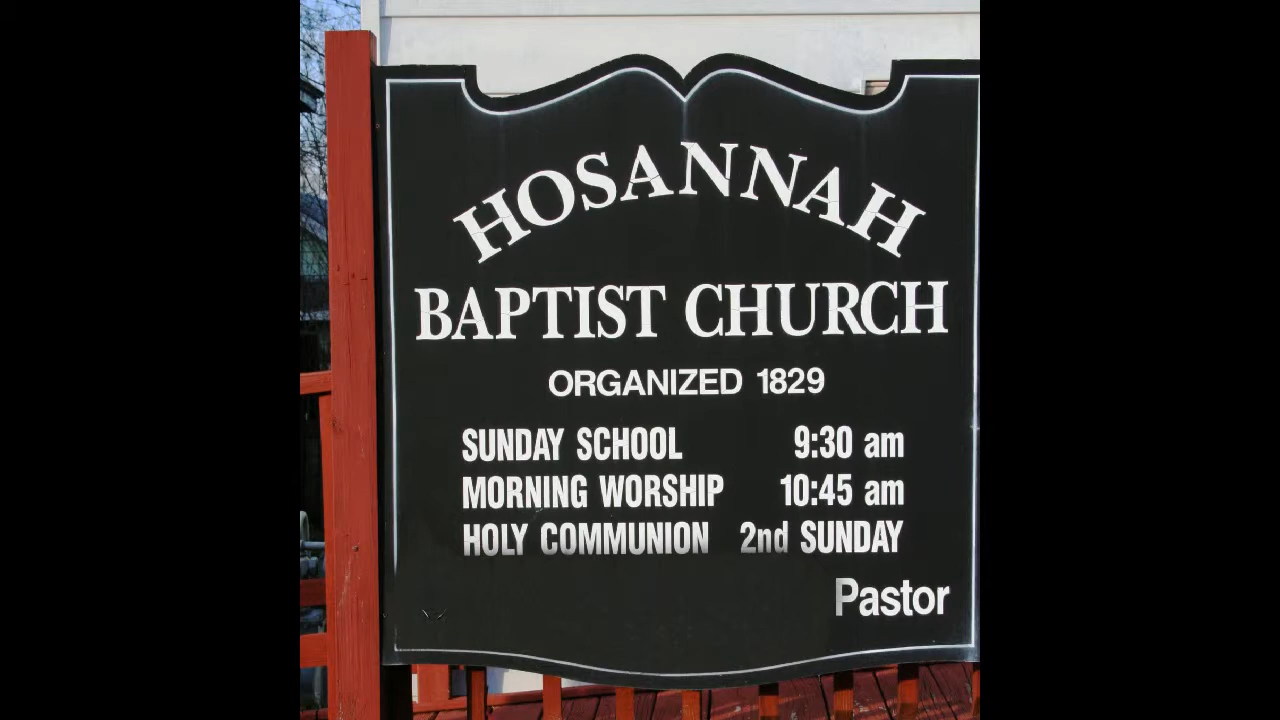 HOSANNAH
BAPTIST CHURCH
ORGANIZED 1829
SUNDAY SCHOOL 9:30 am
MORNING WORSHIP 10:45 am
HOLY COMMUNION 2nd SUNDAY
Pastor